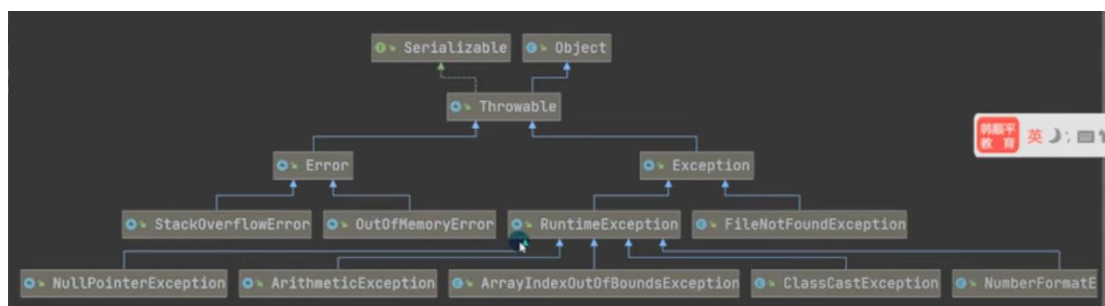 Serializable Object
Throwable
Error Exception
StackOverflowError OutOfMemoryError RuntimeException FileNotFoundException
NullPointerException ArithmeticException ArrayIndexOutOfBoundsException ClassCastException NumberFormatE
韩顺平
教育
英